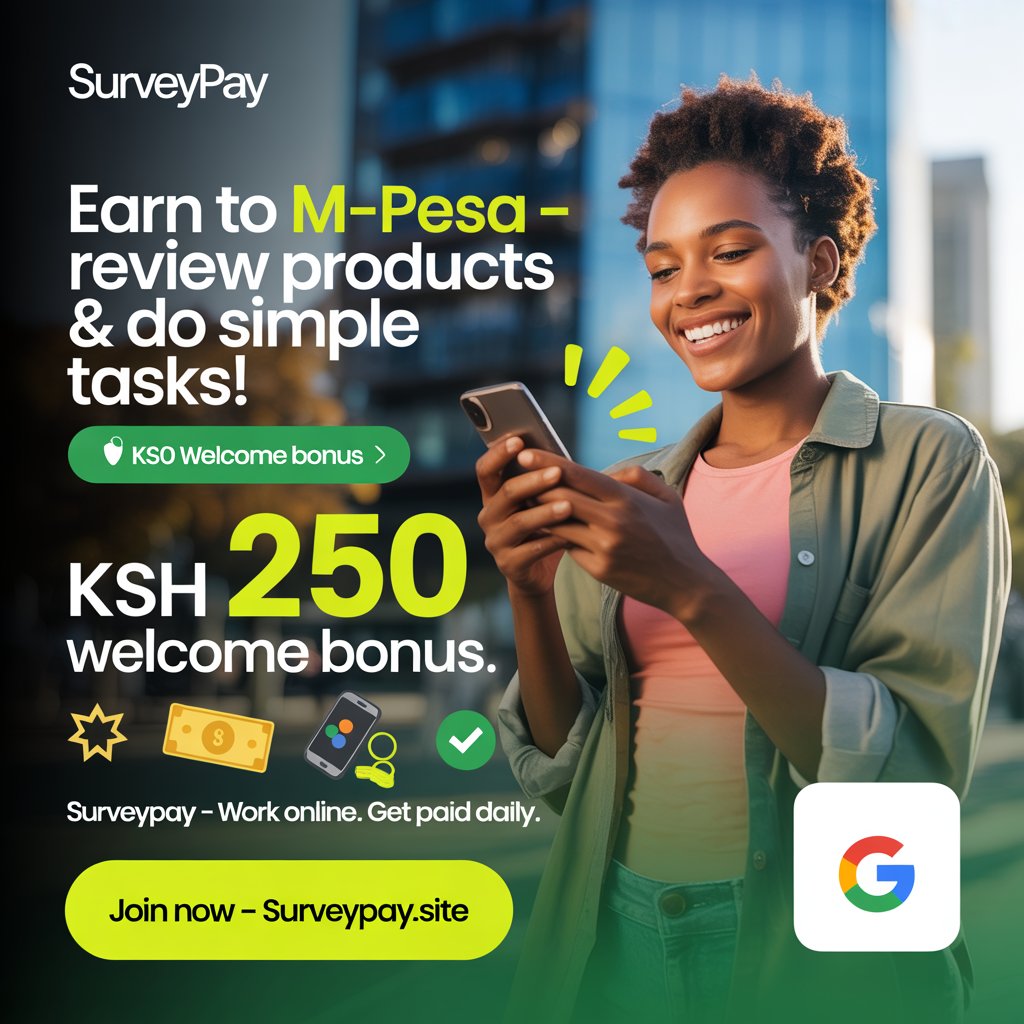 SurveyPay
Earn to M-Pesa –
review products
& do simple
tasks!
KS0 Welcome bonus >
KSH 250
welcome bonus.
Surveypay – Work online. Get paid daily.
Join now – Surveypay.site
G